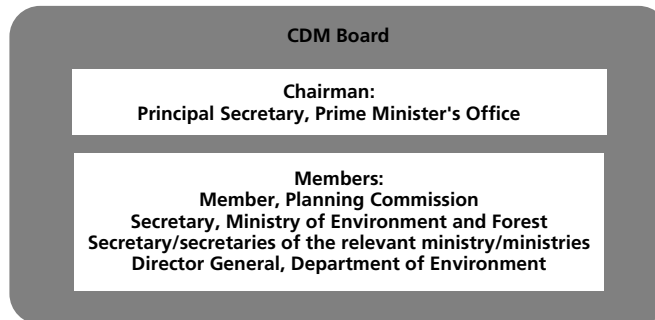 CDM Board
Chairman:
Principal Secretary, Prime Minister's Office
Members:
Member, Planning Commission
Secretary, Ministry of Environment and Forest
Secretary/secretaries of the relevant ministry/ministries
Director General, Department of Environment